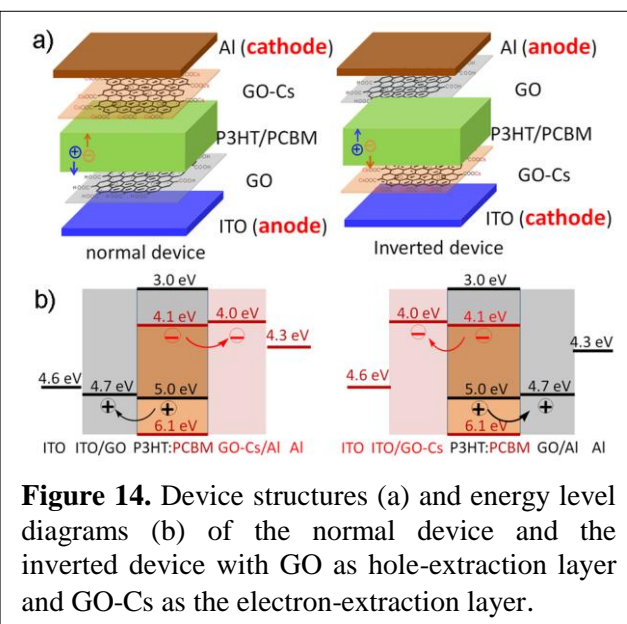 a)
Al (cathode)
GO-Cs
P3HT/PCBM
GO
ITO (anode)
normal device
Al (anode)
GO
P3HT/PCBM
GO-Cs
ITO (cathode)
Inverted device
b)
3.0 eV
4.1 eV
4.0 eV
4.3 eV
4.6 eV
4.7 eV
5.0 eV
6.1 eV
ITO ITO/GO P3HT:PCBM GO-Cs/Al Al
3.0 eV
4.0 eV
4.1 eV
4.3 eV
4.6 eV
5.0 eV
4.7 eV
6.1 eV
ITO ITO/GO-Cs P3HT:PCBM GO/Al Al
Figure 14. Device structures (a) and energy level
diagrams (b) of the normal device and the
inverted device with GO as hole-extraction layer
and GO-Cs as the electron-extraction layer.